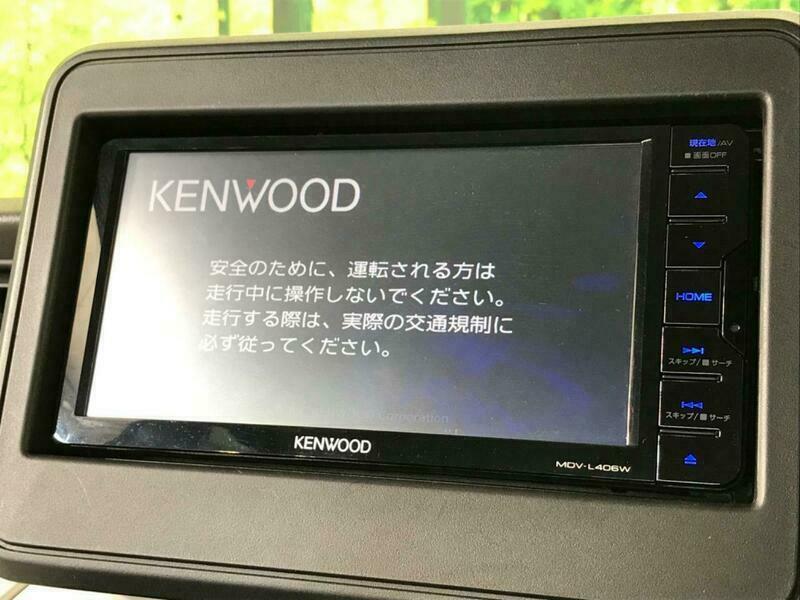 KENWOOD
安全のために、運転される方は
走行中に操作しないでください。
走行する際は、実際の交通規制に
必ず従ってください。
Corporation
KENWOOD
MDV-L406W
現在地/AV
■画面OFF
HOME
スキップ/■サーチ
スキップ/■サーチ